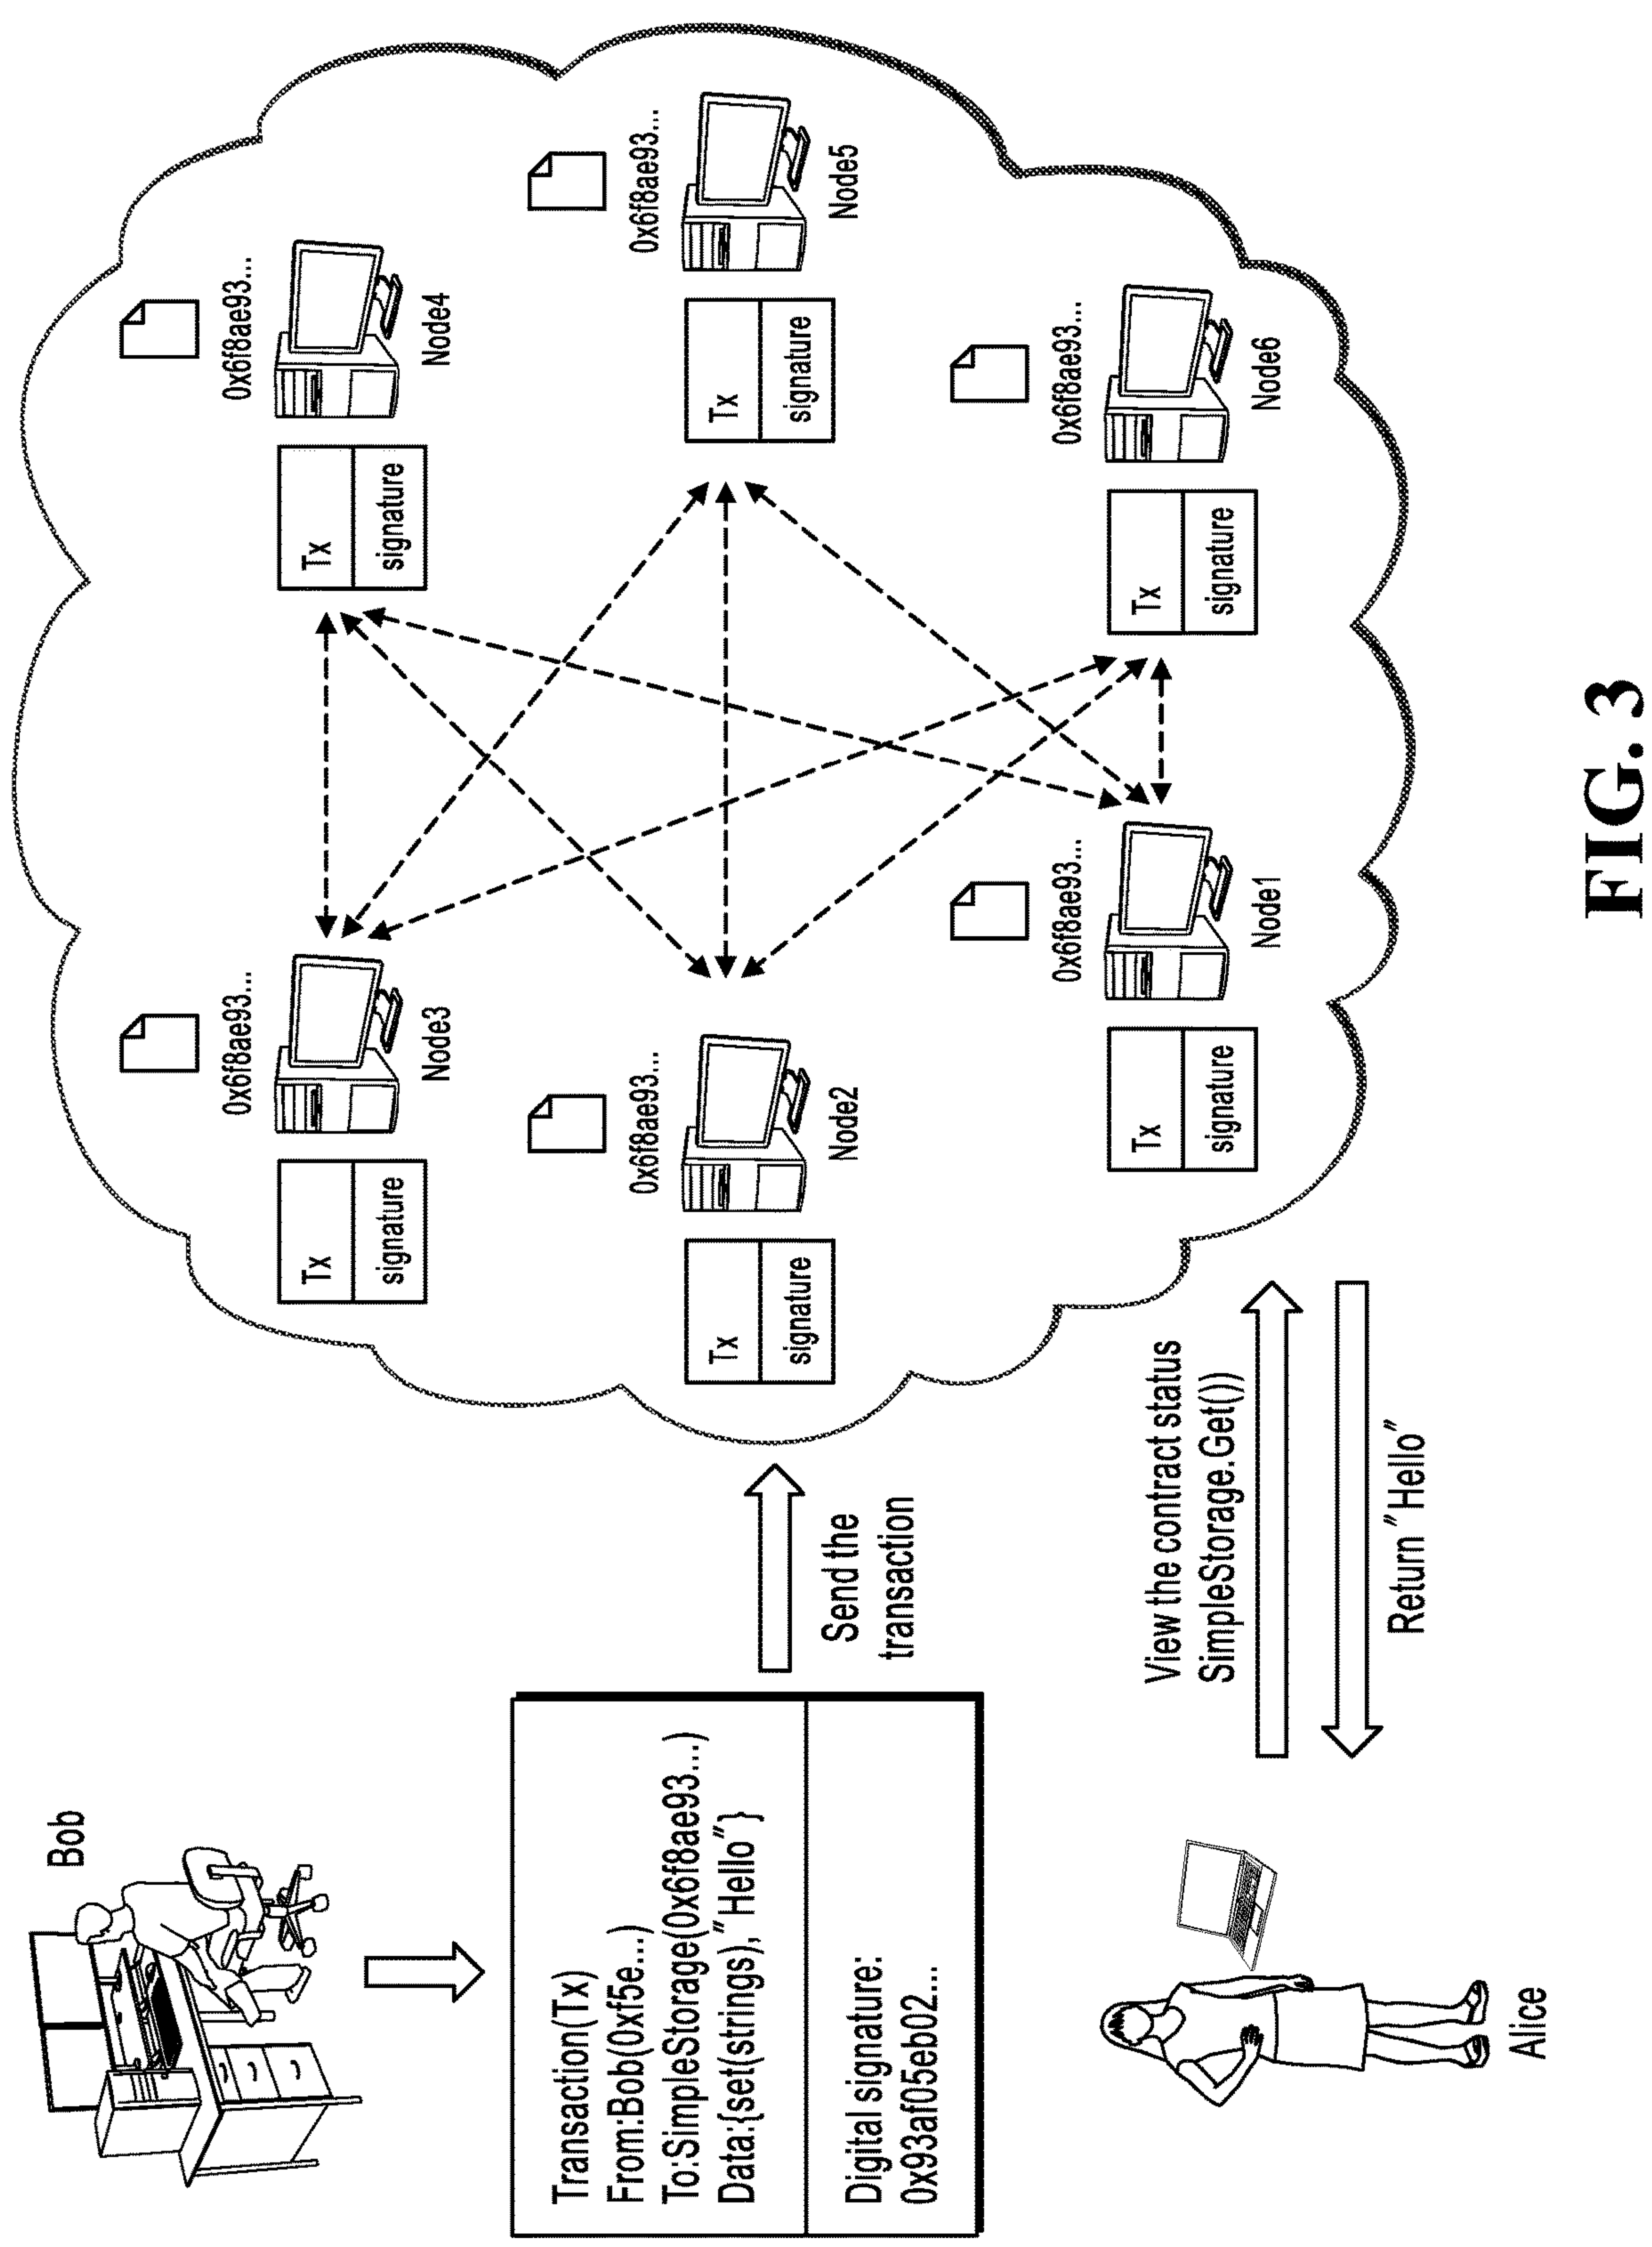 Bob
Transaction(Tx)
From:Bob(0xf5e...)
To:SimpleStorage(0x6f8ae93...)
Data:{set(strings),"Hello"}
Digital signature:
0x93af05eb02...
Send the
transaction
Alice
View the contract status
SimpleStorage.Get())
Return "Hello"
0x6f8ae93...
Tx
signature
Node3
0x6f8ae93...
Tx
signature
Node4
0x6f8ae93...
Tx
signature
Node2
0x6f8ae93...
Tx
signature
Node5
0x6f8ae93...
Tx
signature
Node1
0x6f8ae93...
Tx
signature
Node6
FIG. 3